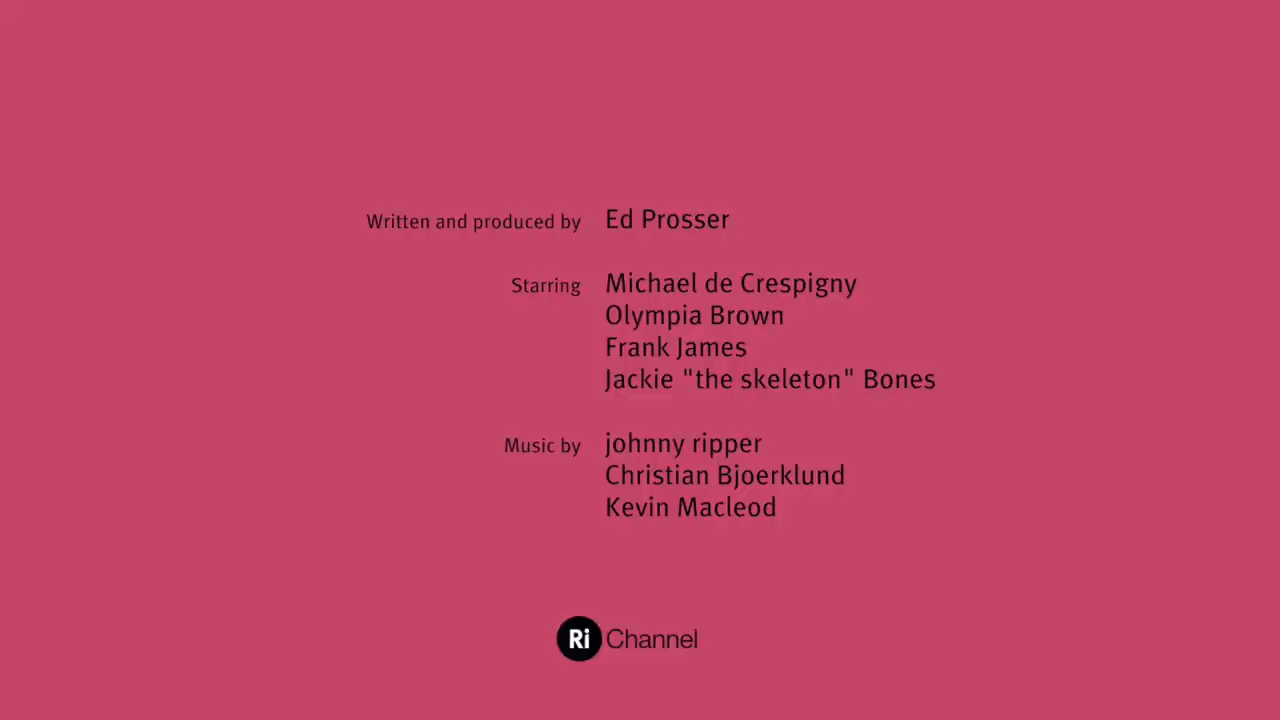 Written and produced by Ed Prosser
Starring Michael de Crespigny
Olympia Brown
Frank James
Jackie "the skeleton" Bones
Music by johnny ripper
Christian Bjoerklund
Kevin Macleod
Ri Channel